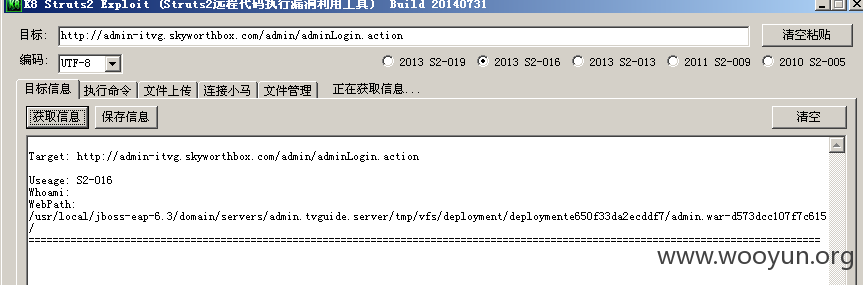 K8 Struts2 Exploit (Struts2远程代码执行漏洞利用工具) Build 20140731
目标: http://admin-itvg.skyworthbox.com/admin/adminLogin.action 清空粘贴
编码: UTF-8 2013 S2-019 2013 S2-016 2013 S2-013 2011 S2-009 2010 S2-005
目标信息 执行命令 文件上传 连接小马 文件管理 正在获取信息...
获取信息 保存信息 清空
Target: http://admin-itvg.skyworthbox.com/admin/adminLogin.action
Useage: S2-016
Whoami:
WebPath:
/usr/local/jboss-eap-6.3/domain/servers/admin.tvguide.server/tmp/vfs/deployment/deploymente650f33da2ecddf7/admin.war-d573dcc107f7c615
/
====================================================================================================================================
www.wooyun.org